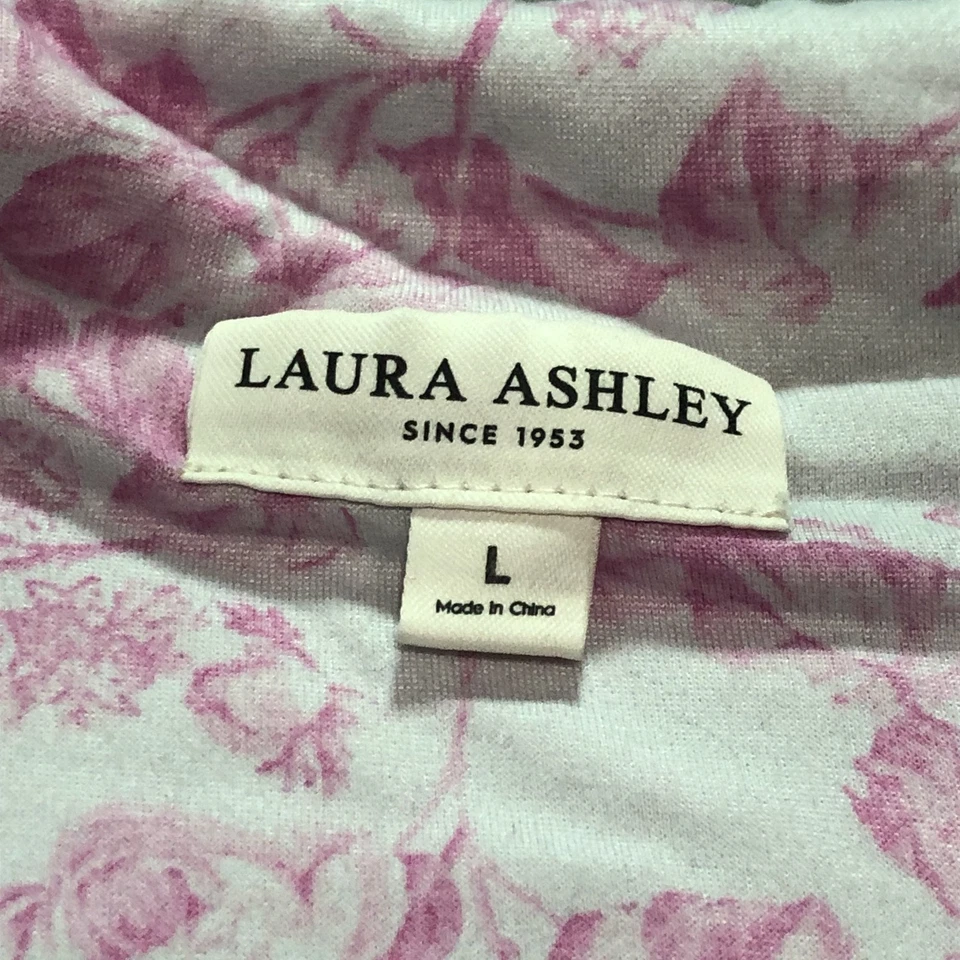 LAURA ASHLEY
SINCE 1953
L
Made In China